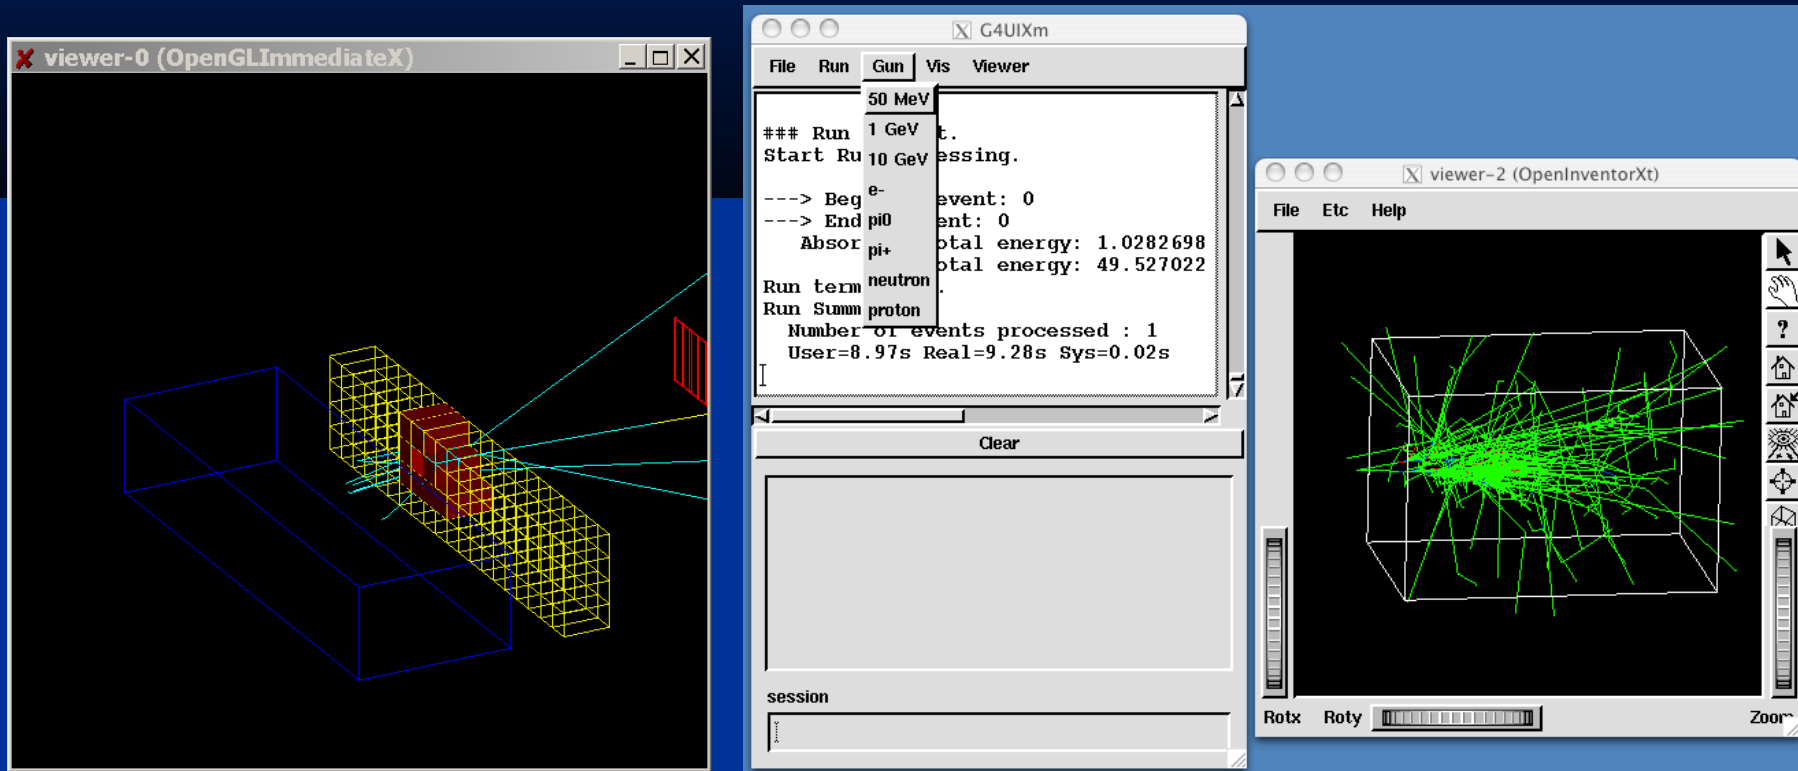 viewer-0 (OpenGLImmediateX)
G4UIXm
File Run Gun Vis Viewer
50 MeV
1 GeV
10 GeV
e-
pi0
pi+
neutron
proton
### Run t.
Start Ru essing.
---> Beg event: 0
---> End ent: 0
Absor otal energy: 1.0282698
otal energy: 49.527022
Run term .
Run Summ
Number of events processed : 1
User=8.97s Real=9.28s Sys=0.02s
Clear
session
viewer-2 (OpenInventorXt)
File Etc Help
?
Rotx Roty Zoom